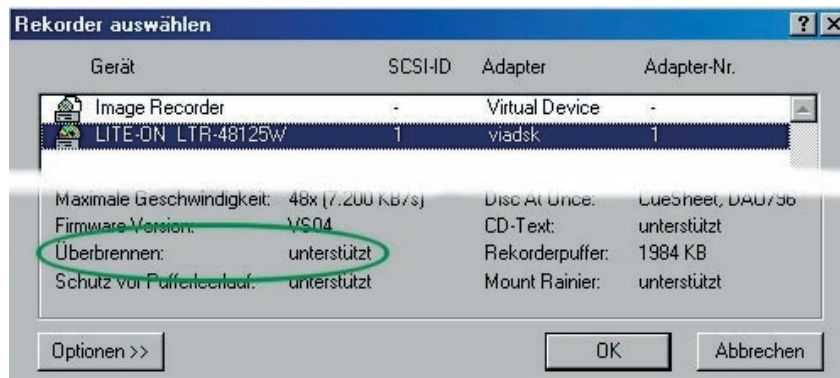 Rekorder auswählen
Gerät SCSI-ID Adapter Adapter-Nr.
Image Recorder - Virtual Device -
LITE-ON LTR-48125W 1 viadsk 1
Maximale Geschwindigkeit: 48x (7.200 KB/s) Disc At Once: CueSheet, DAO/96
Firmware Version: VS04 CD-Text: unterstützt
Überbrennen: unterstützt Rekorderpuffer: 1984 KB
Schutz vor Pufferleerlauf: unterstützt Mount Rainier: unterstützt
Optionen >> OK Abbrechen